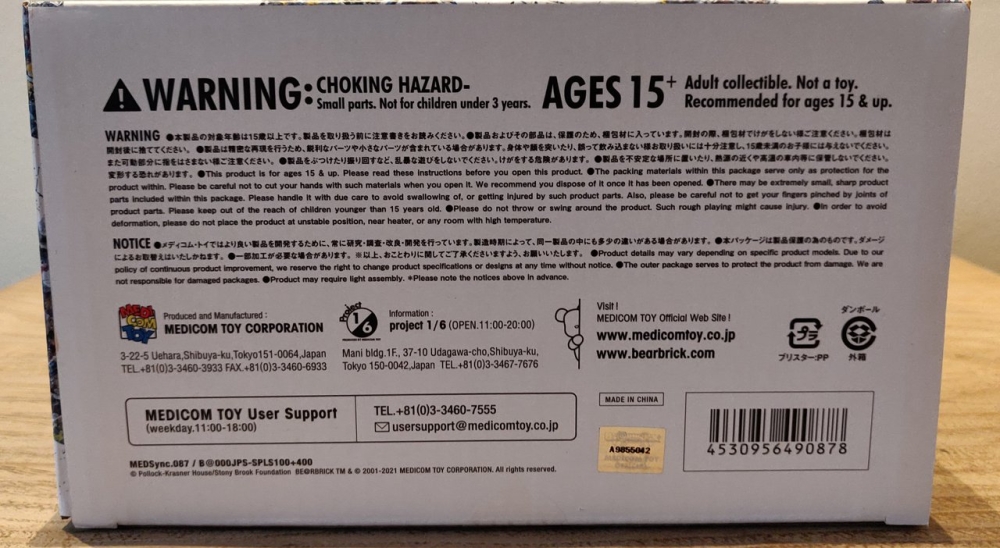 WARNING: CHOKING HAZARD-
Small parts. Not for children under 3 years.
AGES 15+
Adult collectible. Not a toy.
Recommended for ages 15 & up.
WARNING ●本製品の対象年齢は15歳以上です。製品を取り扱う前に注意書きをお読みください。●製品およびその部品は、保護のため、梱包材に入っています。開封の際、梱包材でけがをしない様ご注意ください。梱包材は
開封後に捨ててください。●製品は精密な再現を行うため、鋭利なパーツや小さなパーツが含まれている場合があります。身体や顔を突いたり、誤って飲み込まない様お取り扱いには十分注意し、15歳未満のお子様には与えないでください。
また可動部分に指をはさまない様ご注意ください。●製品をぶつけたり振り回すなど、乱暴な遊びをしないでください。けがをする危険があります。●製品を不安定な場所に置いたり、熱源の近くや高温の車内等に保管しないでください。
変形する恐れがあります。●This product is for ages 15 & up. Please read these instructions before you open this product. ●The packing materials within this package serve only as protection for the
product within. Please be careful not to cut your hands with such materials when you open it. We recommend you dispose of it once it has been opened. ●There may be extremely small, sharp product
parts included within this package. Please handle it with due care to avoid swallowing of, or getting injured by such product parts. Also, please be careful not to get your fingers pinched by joints of
product parts. Please keep out of the reach of children younger than 15 years old. ●Please do not throw or swing around the product. Such rough playing might cause injury. ●In order to avoid
deformation, please do not place the product at unstable position, near heater, or any room with high temperature.
NOTICE ●メディコム・トイではより良い製品を開発するために、常に研究・調査・改良・開発を行っています。製造時期によって、同一製品の中にも多少の違いがある場合があります。●本パッケージは製品保護の為のものです。ダメージ
によるお取替えはいたしかねます。●一部加工が必要な場合があります。※以上、おことわりに関してご了承くださいますよう、お願いいたします。●Product details may vary depending on specific product models. Due to our
policy of continuous product improvement, we reserve the right to change product specifications or designs at any time without notice. ●The outer package serves to protect the product from damage. We are
not responsible for damaged packages. ●Product may require light assembly. *Please note the notices above in advance.
MEDI
COM
TOY
Produced and Manufactured :
MEDICOM TOY CORPORATION
3-22-5 Uehara,Shibuya-ku,Tokyo151-0064,Japan
TEL.+81(0)3-3460-3933 FAX.+81(0)3-3460-6933
Project
1/6
Information :
project 1/6 (OPEN.11:00-20:00)
Mani bldg.1F., 37-10 Udagawa-cho,Shibuya-ku,
Tokyo 150-0042,Japan TEL.+81(0)3-3467-7676
Visit !
MEDICOM TOY Official Web Site !
www.medicomtoy.co.jp
www.bearbrick.com
プラ
ブリスター:PP
ダンボール
外箱
MEDICOM TOY User Support
(weekday.11:00-18:00)
TEL.+81(0)3-3460-7555
usersupport@medicomtoy.co.jp
MADE IN CHINA
A9855042
4530956490878
MEDSync.087 / B@000JPS-SPLS100+400
© Pollock-Krasner House/Stony Brook Foundation BE@RBRICK TM & © 2001-2021 MEDICOM TOY CORPORATION. All rights reserved.